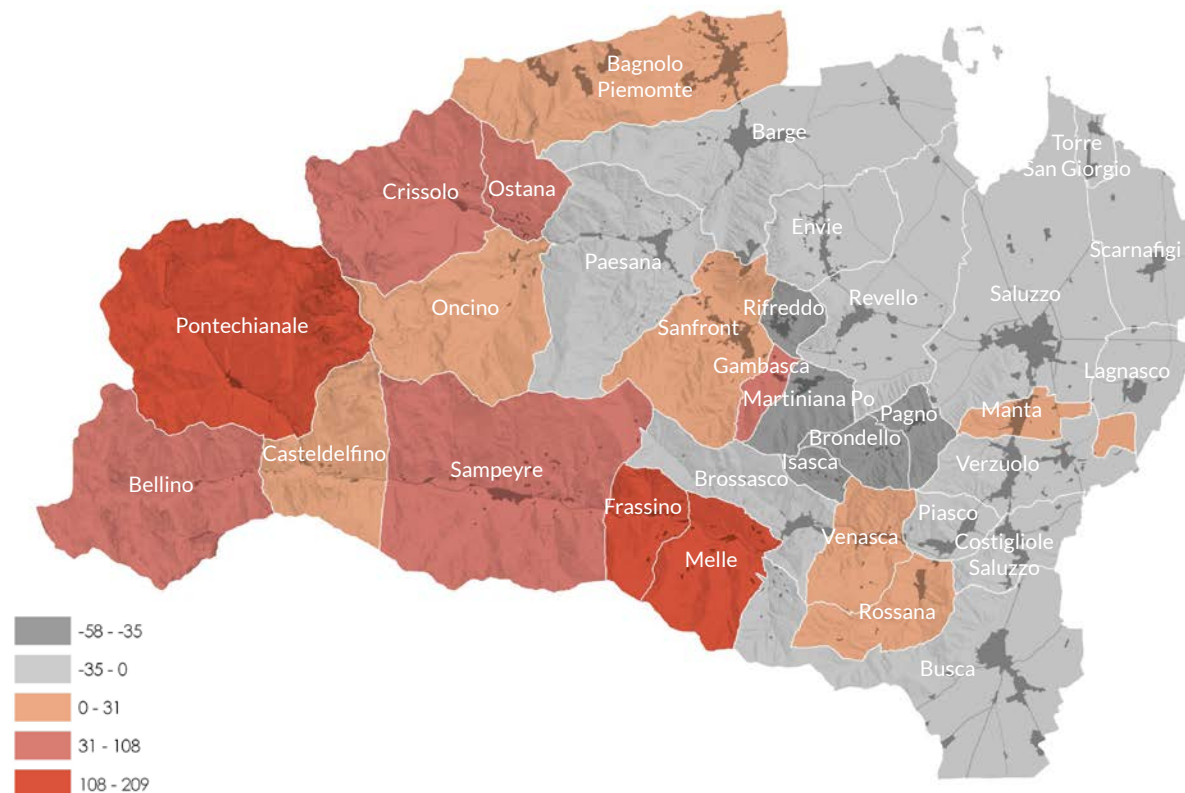 Bagnolo
Piemomte
Barge
Torre
San Giorgio
Crissolo
Ostana
Envie
Scarnafigi
Paesana
Saluzzo
Revello
Rifreddo
Oncino
Sanfront
Pontechianale
Gambasca
Lagnasco
Martiniana Po
Manta
Pagno
Brondello
Casteldelfino
Isasca
Verzuolo
Sampeyre
Brossasco
Bellino
Frassino
Piasco
Venasca
Costigliole
Saluzzo
Melle
Rossana
Busca
-58 - -35
-35 - 0
0 - 31
31 - 108
108 - 209